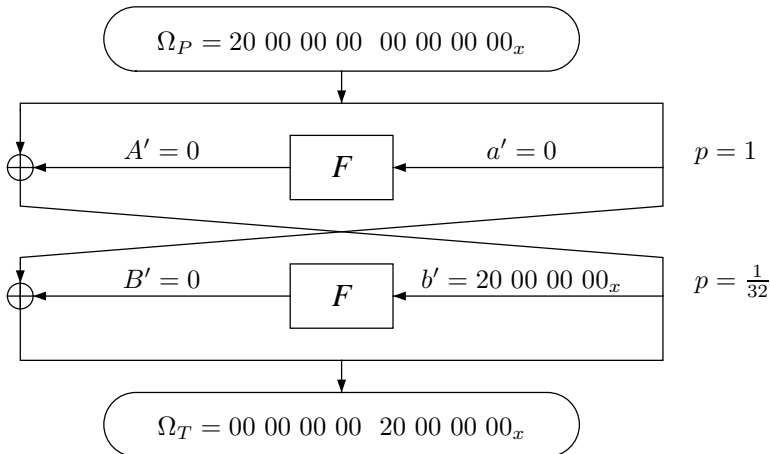 Ω_P = 20 00 00 00 00 00 00 00_x
A′ = 0 F a′ = 0 p = 1
B′ = 0 F b′ = 20 00 00 00_x p = 1/32
Ω_T = 00 00 00 00 20 00 00 00_x